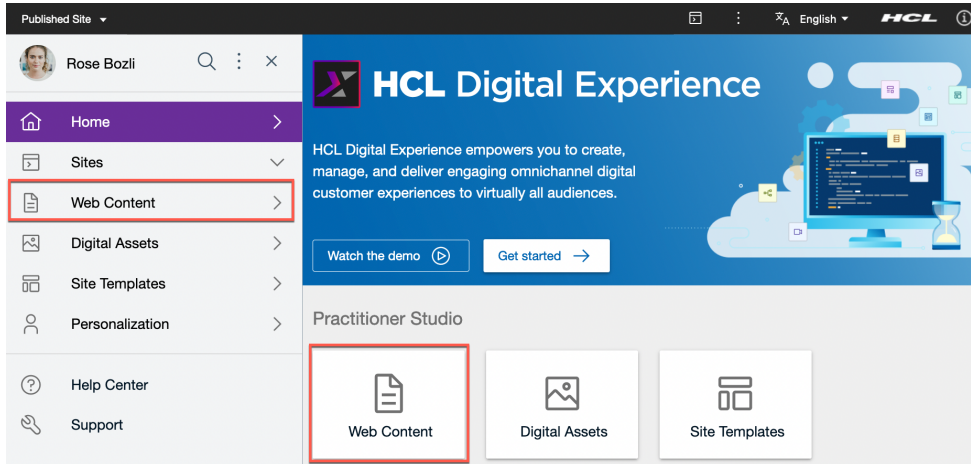 Published Site
English
HCL
Rose Bozli
Home
Sites
Web Content
Digital Assets
Site Templates
Personalization
Help Center
Support
HCL Digital Experience
HCL Digital Experience empowers you to create,
manage, and deliver engaging omnichannel digital
customer experiences to virtually all audiences.
Watch the demo
Get started
Practitioner Studio
Web Content
Digital Assets
Site Templates